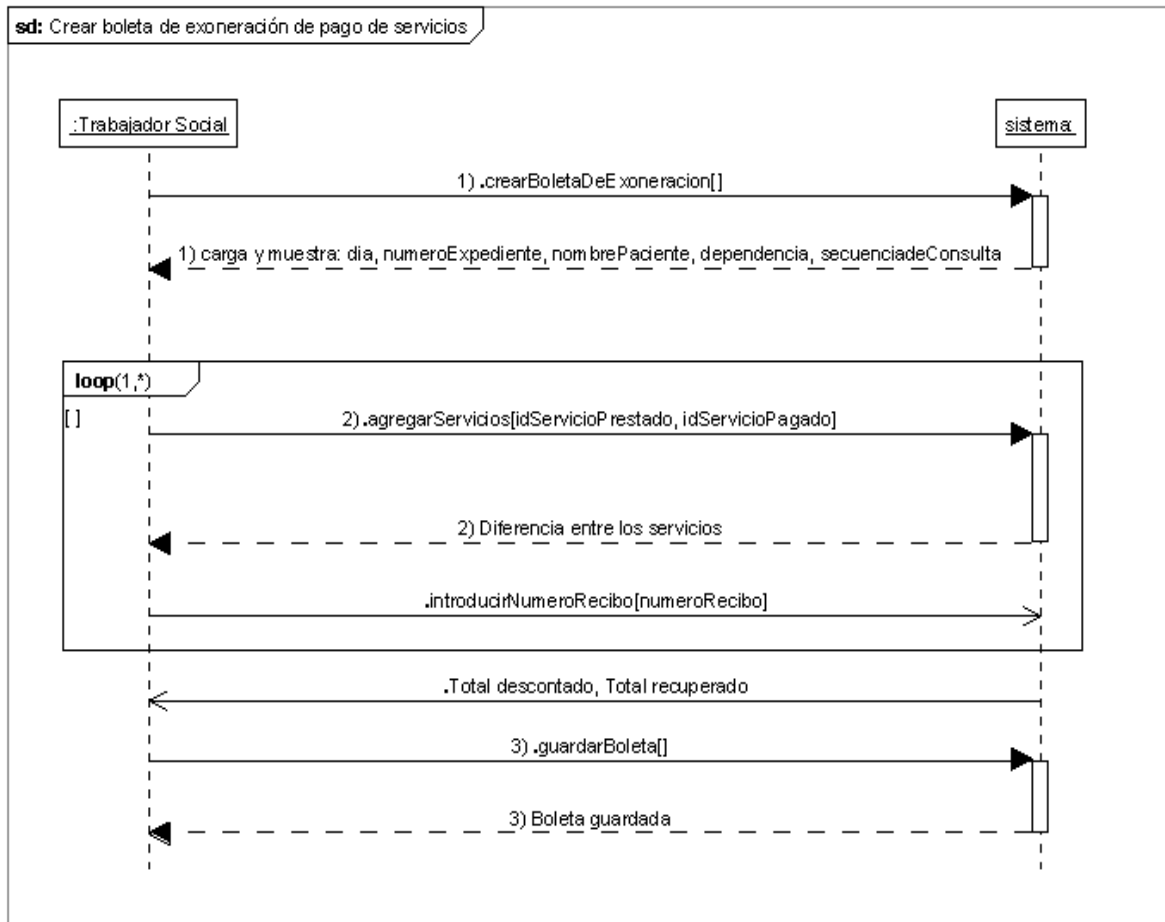 sd: Crear boleta de exoneración de pago de servicios
:Trabajador Social
sistema:
1) .crearBoletaDeExoneracion[]
1) carga y muestra: dia, numeroExpediente, nombrePaciente, dependencia, secuenciadeConsulta
loop(1,*)
[ ]
2).agregarServicios[idServicioPrestado, idServicioPagado]
2) Diferencia entre los servicios
.introducirNumeroRecibo[numeroRecibo]
.Total descontado, Total recuperado
3) .guardarBoleta[]
3) Boleta guardada